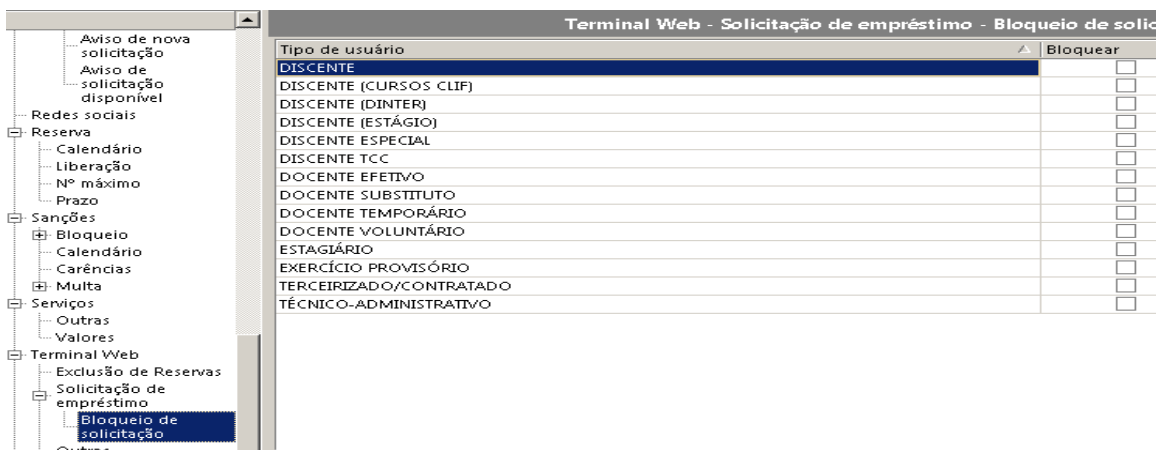 Aviso de nova
solicitação
Aviso de
solicitação
disponível
Redes sociais
Reserva
Calendário
Liberação
Nº máximo
Prazo
Sanções
Bloqueio
Calendário
Carências
Multa
Serviços
Outras
Valores
Terminal Web
Exclusão de Reservas
Solicitação de
empréstimo
Bloqueio de
solicitação
Outras
Terminal Web - Solicitação de empréstimo - Bloqueio de solic
Tipo de usuário Bloquear
DISCENTE
DISCENTE (CURSOS CLIF)
DISCENTE (DINTER)
DISCENTE (ESTÁGIO)
DISCENTE ESPECIAL
DISCENTE TCC
DOCENTE EFETIVO
DOCENTE SUBSTITUTO
DOCENTE TEMPORÁRIO
DOCENTE VOLUNTÁRIO
ESTAGIÁRIO
EXERCÍCIO PROVISÓRIO
TERCEIRIZADO/CONTRATADO
TÉCNICO-ADMINISTRATIVO